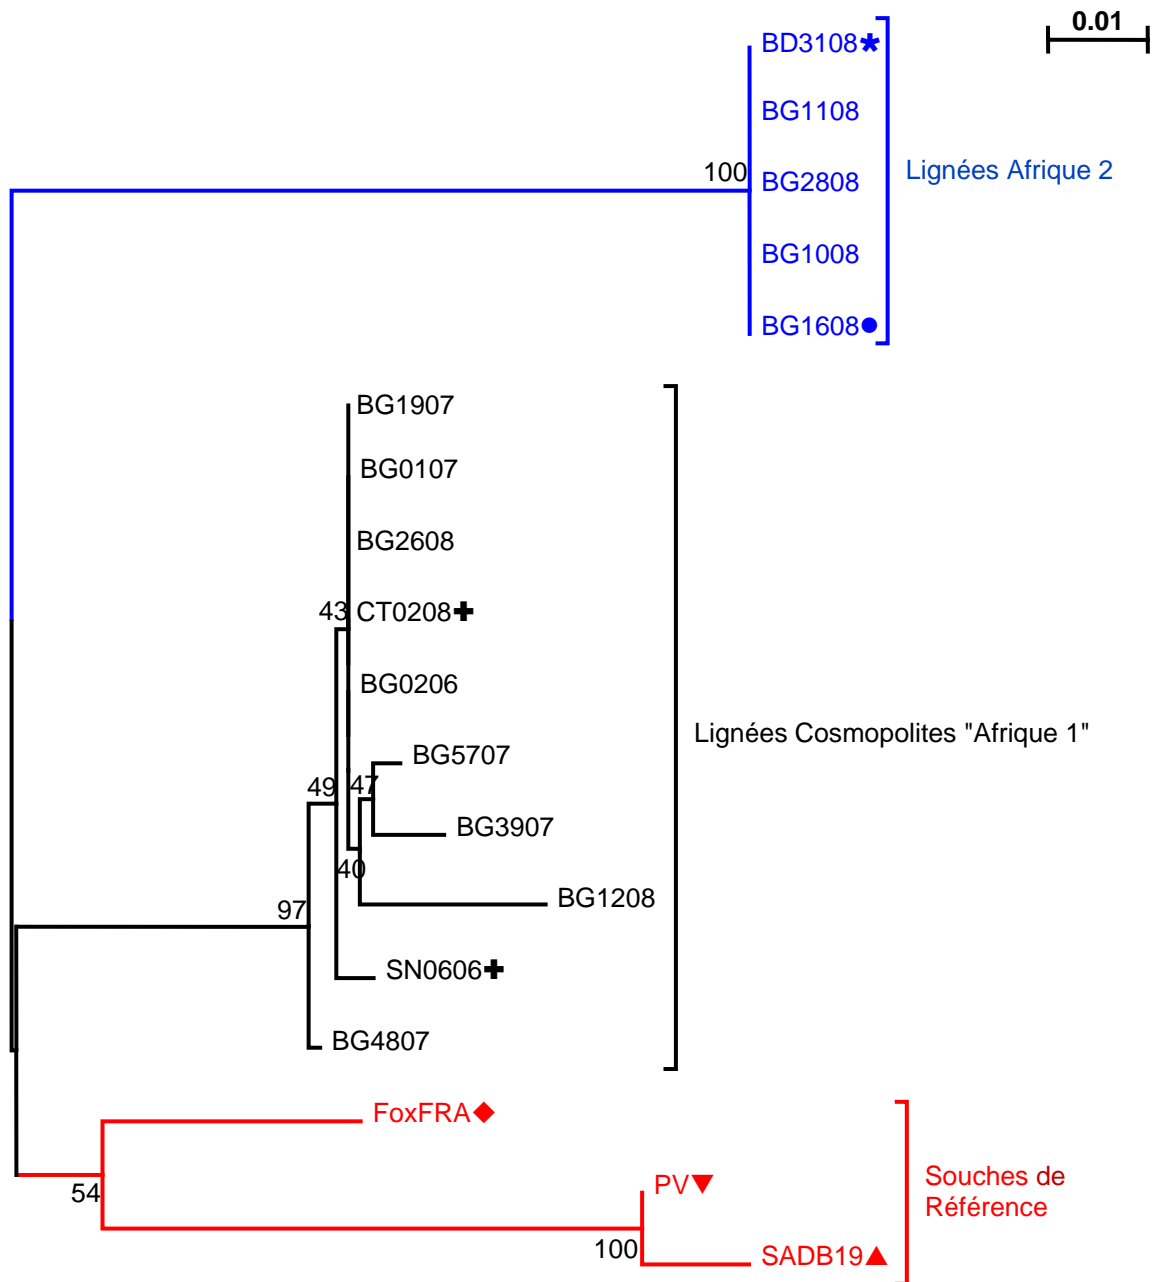 0.01
BD3108*
BG1108
100
BG2808
Lignées Afrique 2
BG1008
BG1608●
BG1907
BG0107
BG2608
43
CT0208✚
BG0206
Lignées Cosmopolites "Afrique 1"
BG5707
49
47
BG3907
40
BG1208
97
SN0606✚
BG4807
FoxFRA◆
54
PV▼
Souches de
Référence
100
SADB19▲